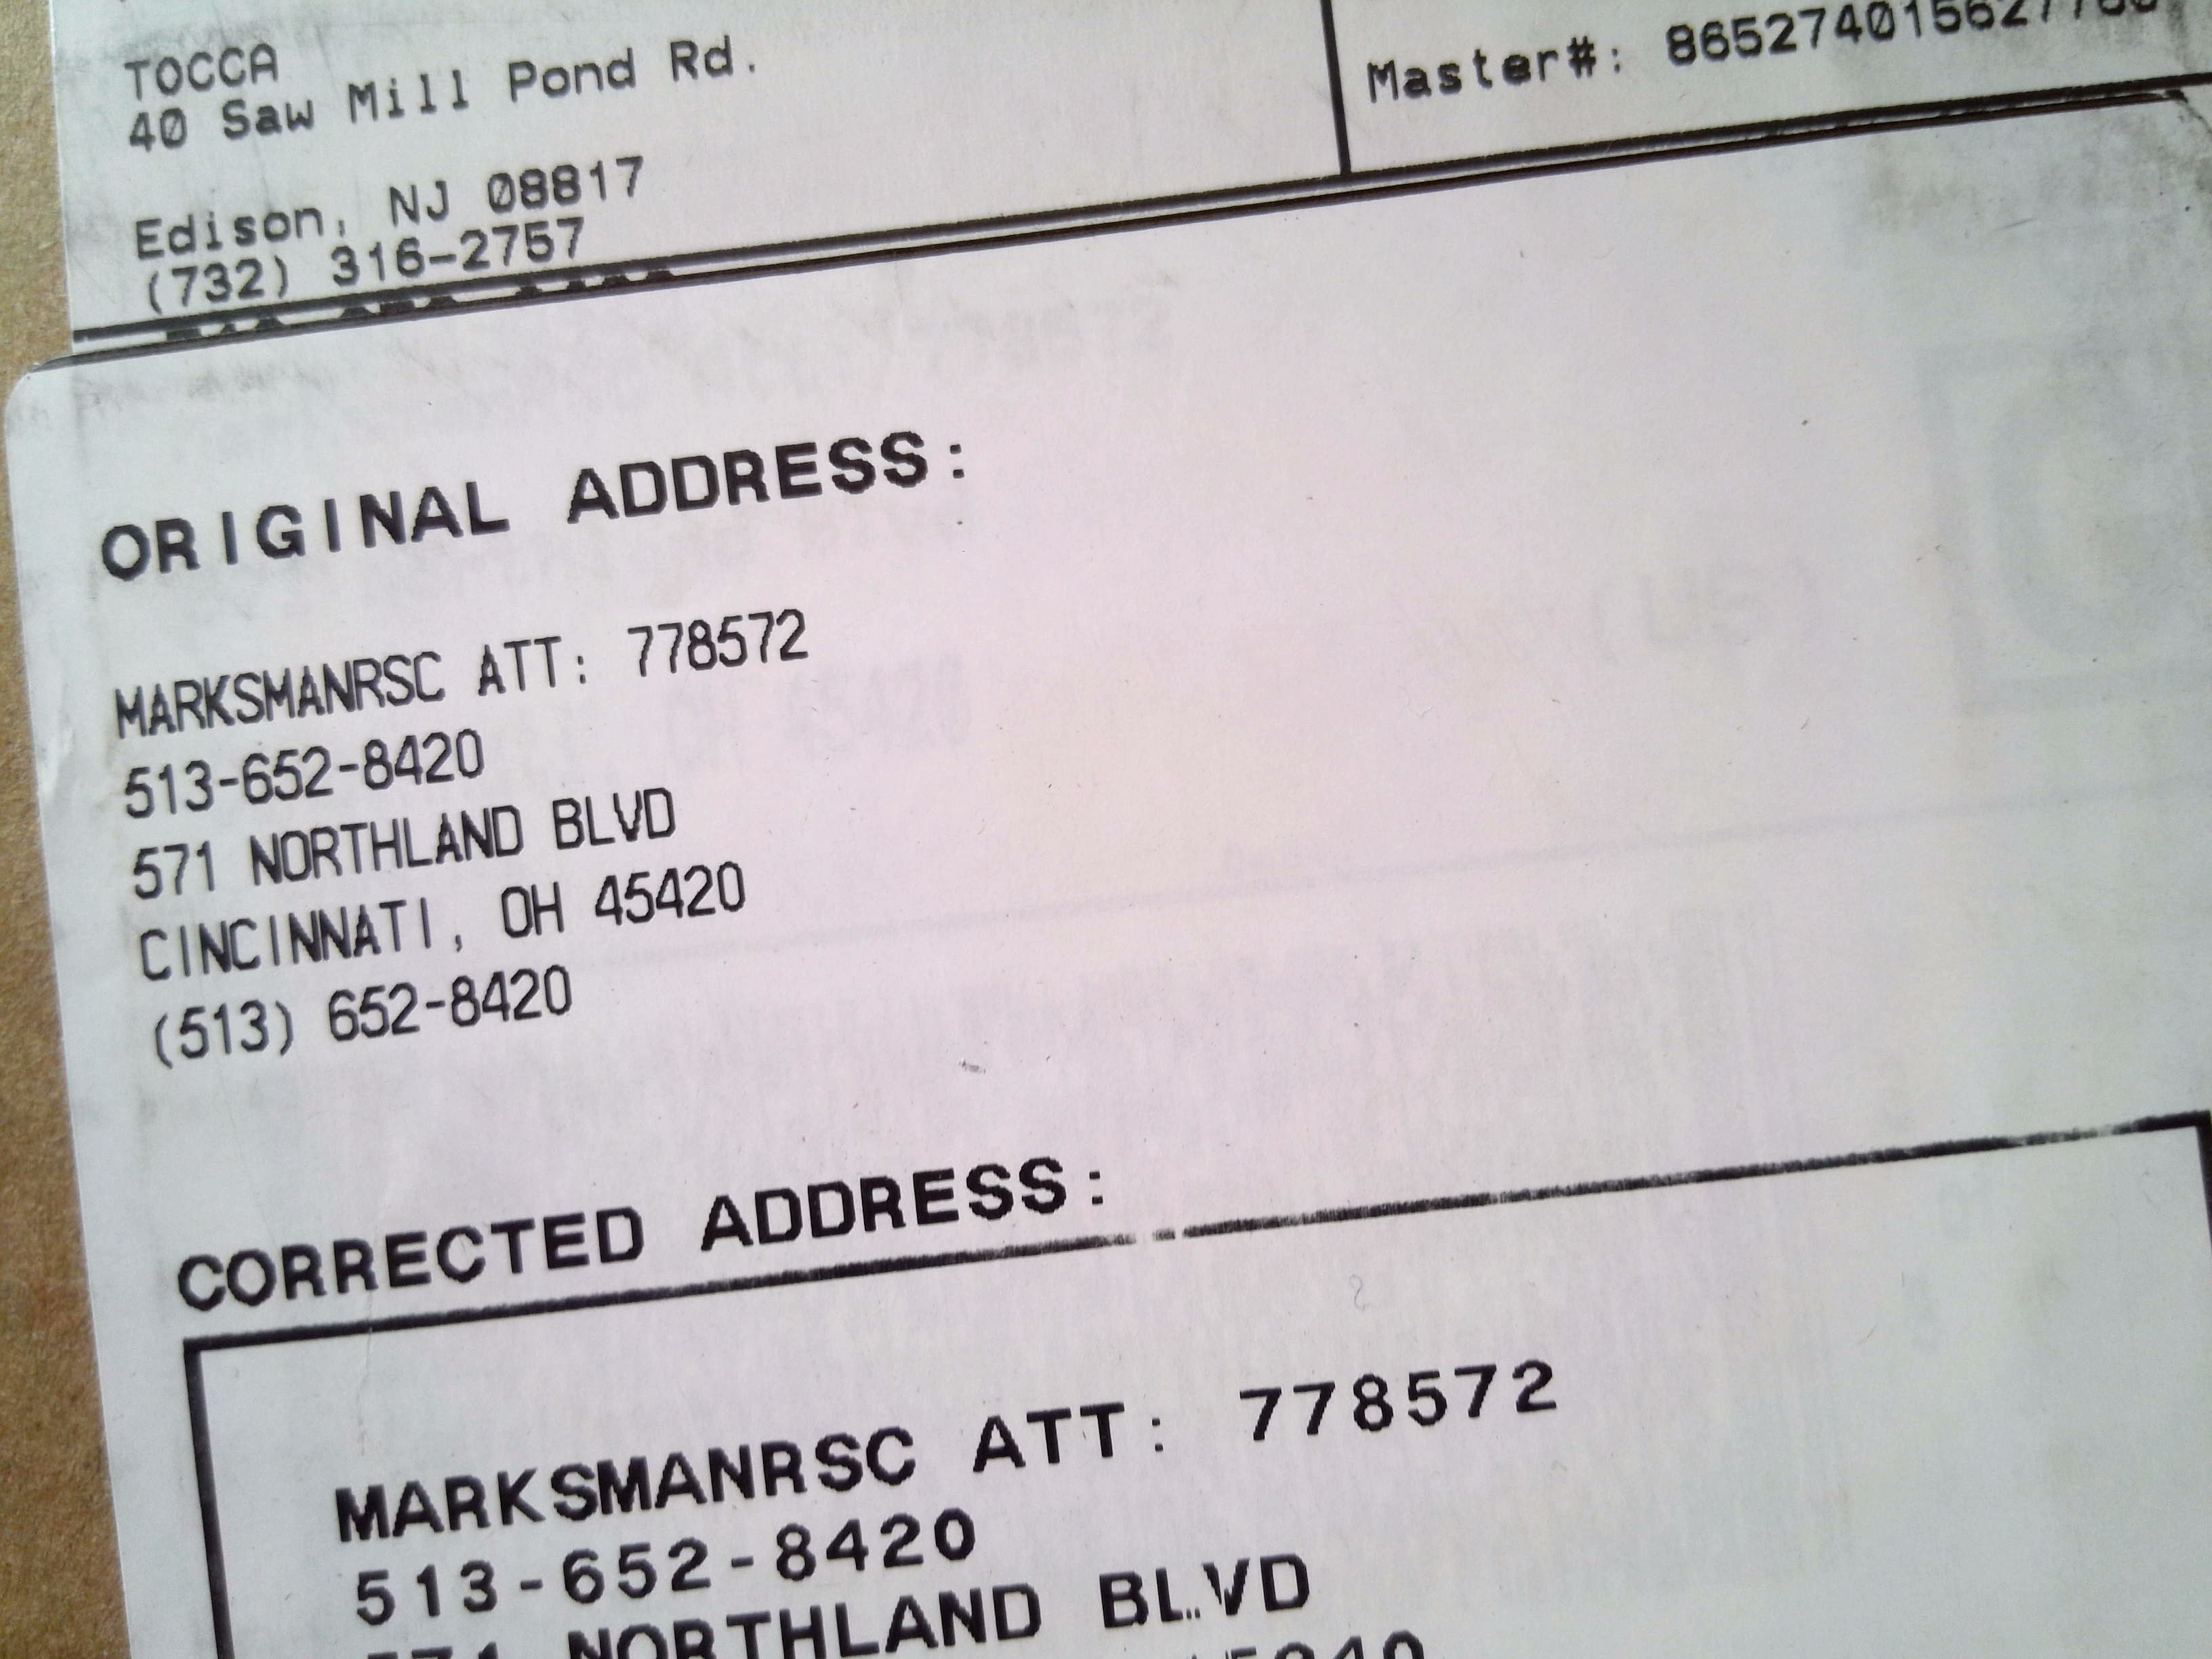 TOCCA
40 Saw Mill Pond Rd.
Edison, NJ 08817
(732) 316-2757
Master#:
ORIGINAL ADDRESS:
MARKSMANRSC ATT: 778572
513-652-8420
571 NORTHLAND BLVD
CINCINNATI, OH 45420
(513) 652-8420
CORRECTED ADDRESS:
MARKSMANRSC ATT: 778572
513-652-8420
571 NORTHLAND BLVD